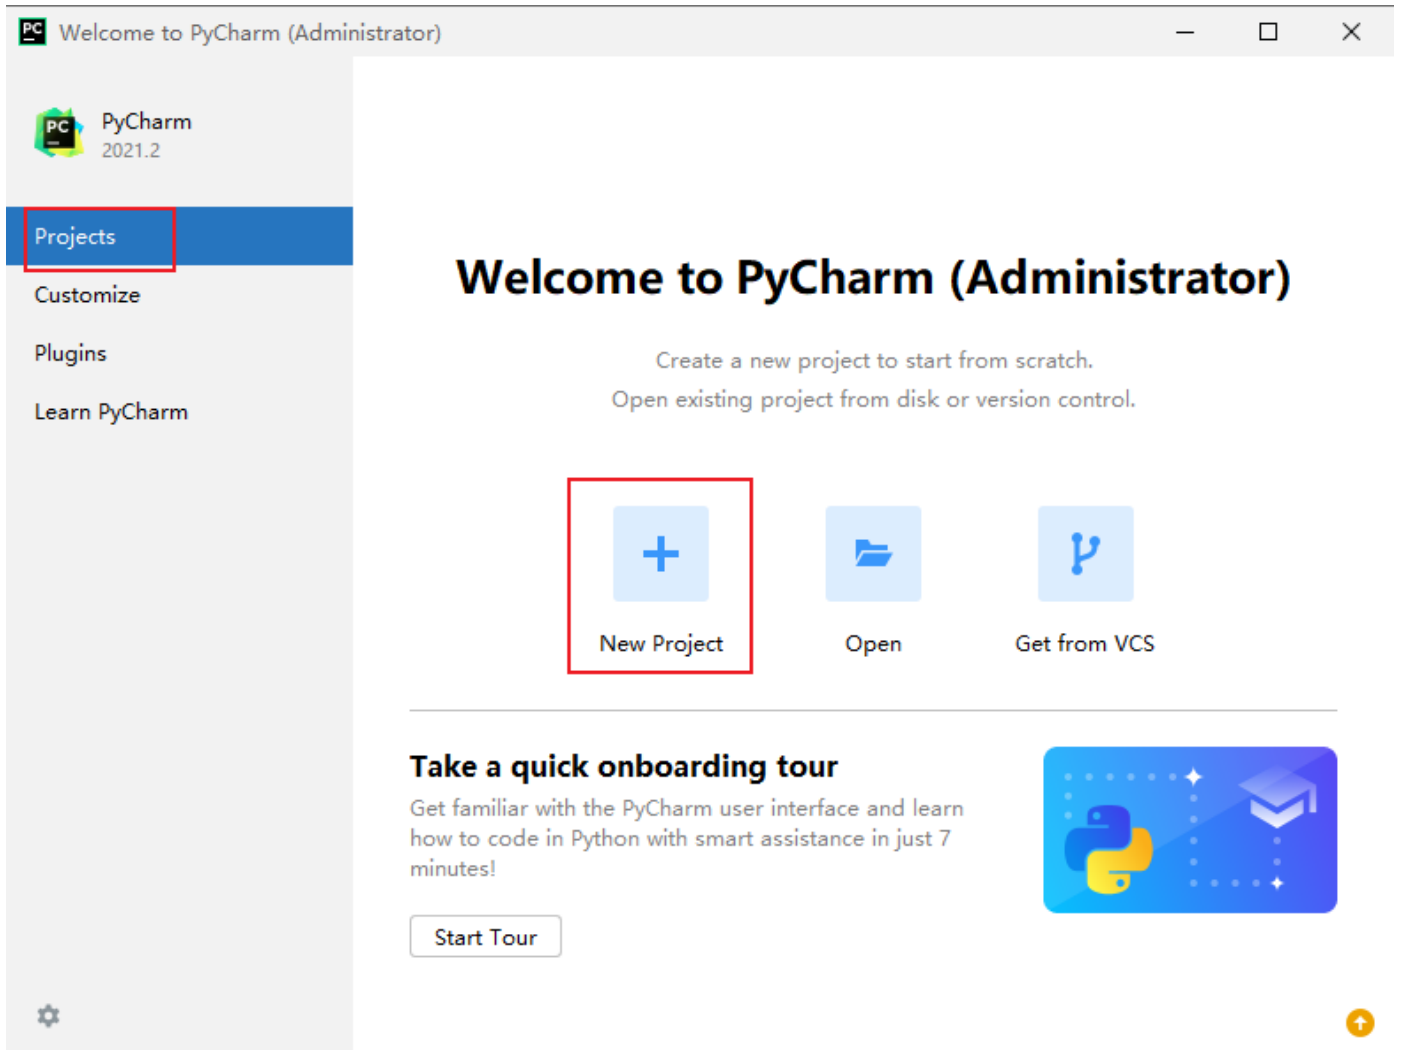 PC Welcome to PyCharm (Administrator)
PC
PyCharm
2021.2
Projects
Customize
Plugins
Learn PyCharm
Welcome to PyCharm (Administrator)
Create a new project to start from scratch.
Open existing project from disk or version control.
New Project
Open
Get from VCS
Take a quick onboarding tour
Get familiar with the PyCharm user interface and learn
how to code in Python with smart assistance in just 7
minutes!
Start Tour